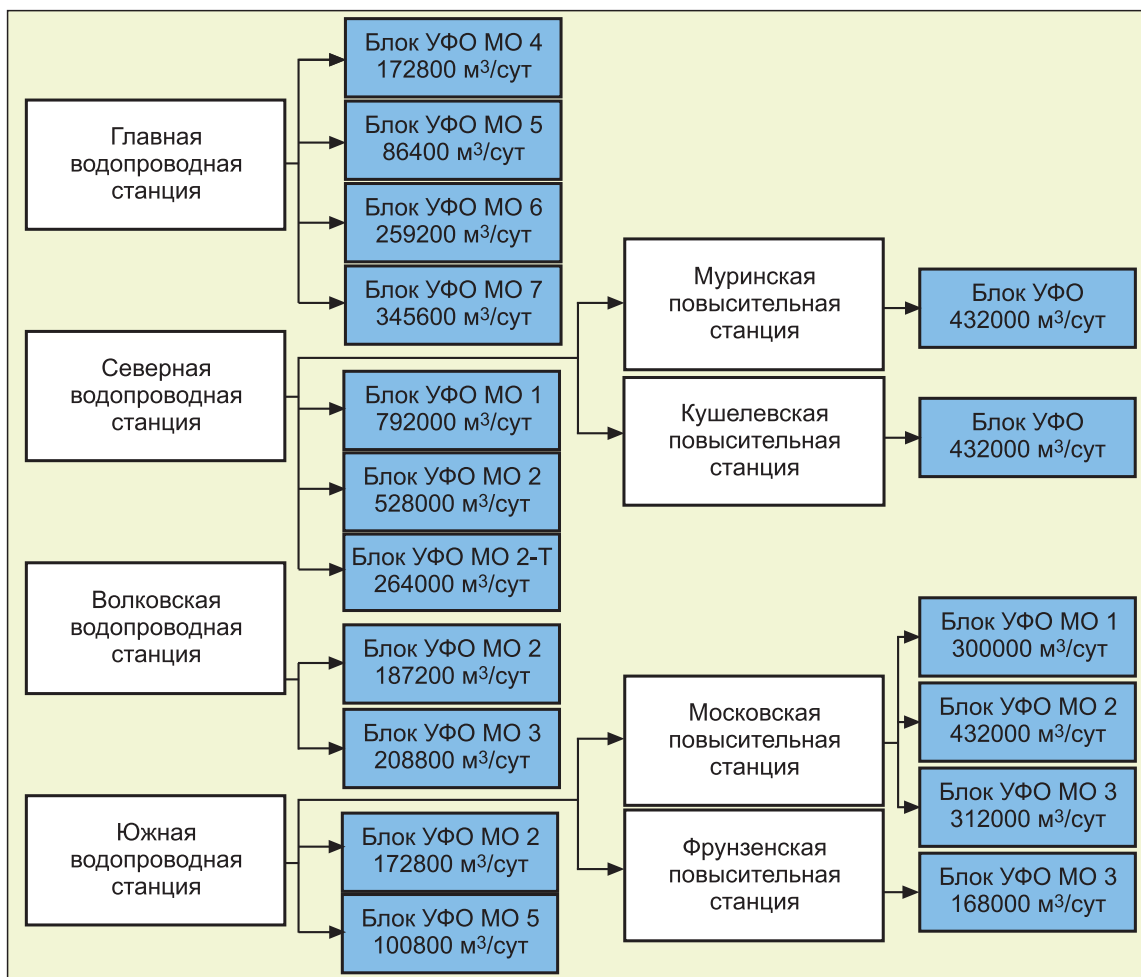 Главная
водопроводная
станция
Блок УФО МО 4
172800 м³/сут
Блок УФО МО 5
86400 м³/сут
Блок УФО МО 6
259200 м³/сут
Блок УФО МО 7
345600 м³/сут
Северная
водопроводная
станция
Блок УФО МО 1
792000 м³/сут
Блок УФО МО 2
528000 м³/сут
Блок УФО МО 2-Т
264000 м³/сут
Муринская
повысительная
станция
Блок УФО
432000 м³/сут
Кушелевская
повысительная
станция
Блок УФО
432000 м³/сут
Волковская
водопроводная
станция
Блок УФО МО 2
187200 м³/сут
Блок УФО МО 3
208800 м³/сут
Южная
водопроводная
станция
Блок УФО МО 2
172800 м³/сут
Блок УФО МО 5
100800 м³/сут
Московская
повысительная
станция
Блок УФО МО 1
300000 м³/сут
Блок УФО МО 2
432000 м³/сут
Блок УФО МО 3
312000 м³/сут
Фрунзенская
повысительная
станция
Блок УФО МО 3
168000 м³/сут